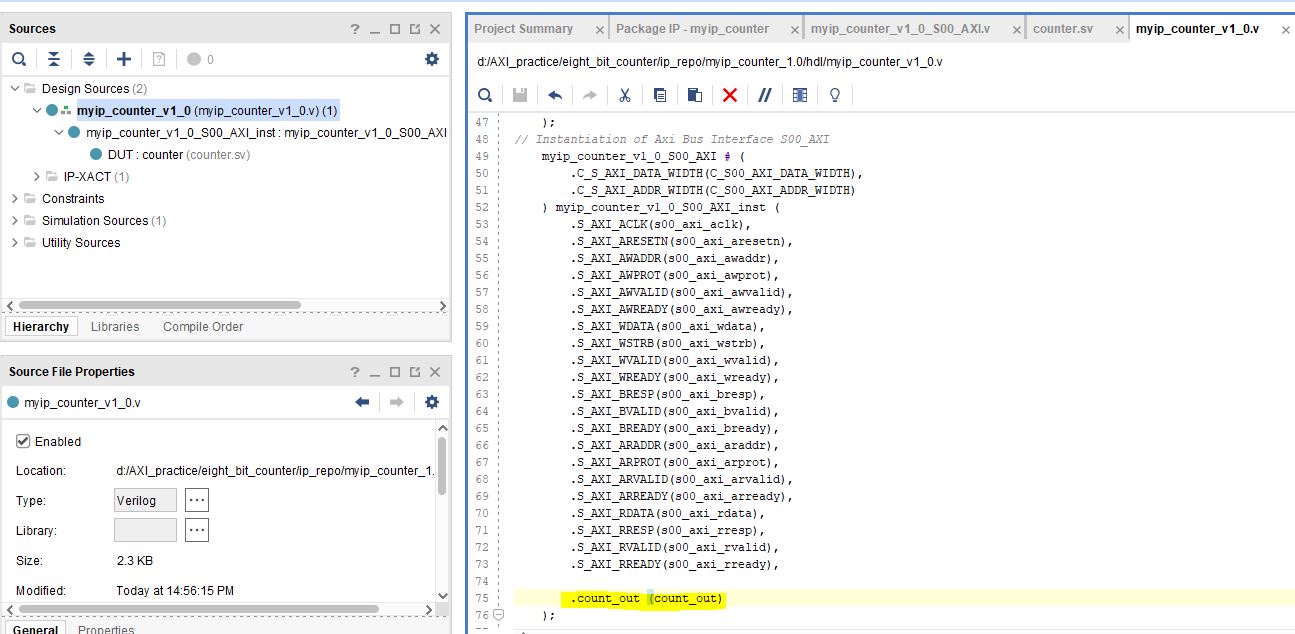 Sources
0
Design Sources (2)
myip_counter_v1_0 (myip_counter_v1_0.v) (1)
myip_counter_v1_0_S00_AXI_inst : myip_counter_v1_0_S00_AXI
DUT : counter (counter.sv)
IP-XACT (1)
Constraints
Simulation Sources (1)
Utility Sources
Hierarchy Libraries Compile Order
Source File Properties
myip_counter_v1_0.v
Enabled
Location: d:/AXI_practice/eight_bit_counter/ip_repo/myip_counter_1.
Type: Verilog
Library:
Size: 2.3 KB
Modified: Today at 14:56:15 PM
General Properties
Project Summary Package IP - myip_counter myip_counter_v1_0_S00_AXI.v counter.sv myip_counter_v1_0.v
d:/AXI_practice/eight_bit_counter/ip_repo/myip_counter_1.0/hdl/myip_counter_v1_0.v
47 );
48 // Instantiation of Axi Bus Interface S00_AXI
49 myip_counter_v1_0_S00_AXI # (
50 .C_S_AXI_DATA_WIDTH(C_S00_AXI_DATA_WIDTH),
51 .C_S_AXI_ADDR_WIDTH(C_S00_AXI_ADDR_WIDTH)
52 ) myip_counter_v1_0_S00_AXI_inst (
53 .S_AXI_ACLK(s00_axi_aclk),
54 .S_AXI_ARESETN(s00_axi_aresetn),
55 .S_AXI_AWADDR(s00_axi_awaddr),
56 .S_AXI_AWPROT(s00_axi_awprot),
57 .S_AXI_AWVALID(s00_axi_awvalid),
58 .S_AXI_AWREADY(s00_axi_awready),
59 .S_AXI_WDATA(s00_axi_wdata),
60 .S_AXI_WSTRB(s00_axi_wstrb),
61 .S_AXI_WVALID(s00_axi_wvalid),
62 .S_AXI_WREADY(s00_axi_wready),
63 .S_AXI_BRESP(s00_axi_bresp),
64 .S_AXI_BVALID(s00_axi_bvalid),
65 .S_AXI_BREADY(s00_axi_bready),
66 .S_AXI_ARADDR(s00_axi_araddr),
67 .S_AXI_ARPROT(s00_axi_arprot),
68 .S_AXI_ARVALID(s00_axi_arvalid),
69 .S_AXI_ARREADY(s00_axi_arready),
70 .S_AXI_RDATA(s00_axi_rdata),
71 .S_AXI_RRESP(s00_axi_rresp),
72 .S_AXI_RVALID(s00_axi_rvalid),
73 .S_AXI_RREADY(s00_axi_rready),
74
75 .count_out (count_out)
76 );